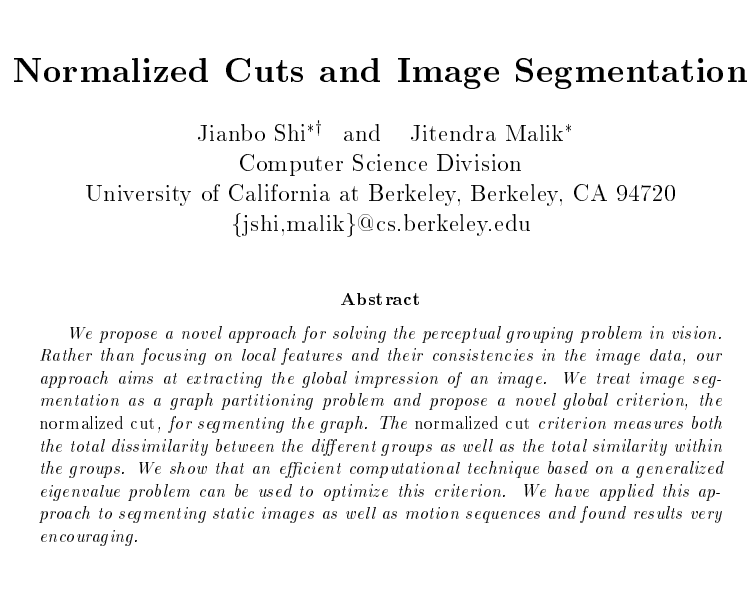 Normalized Cuts and Image Segmentation
Jianbo Shi*† and Jitendra Malik*
Computer Science Division
University of California at Berkeley, Berkeley, CA 94720
{jshi,malik}@cs.berkeley.edu
Abstract
We propose a novel approach for solving the perceptual grouping problem in vision.
Rather than focusing on local features and their consistencies in the image data, our
approach aims at extracting the global impression of an image. We treat image seg-
mentation as a graph partitioning problem and propose a novel global criterion, the
normalized cut, for segmenting the graph. The normalized cut criterion measures both
the total dissimilarity between the different groups as well as the total similarity within
the groups. We show that an efficient computational technique based on a generalized
eigenvalue problem can be used to optimize this criterion. We have applied this ap-
proach to segmenting static images as well as motion sequences and found results very
encouraging.